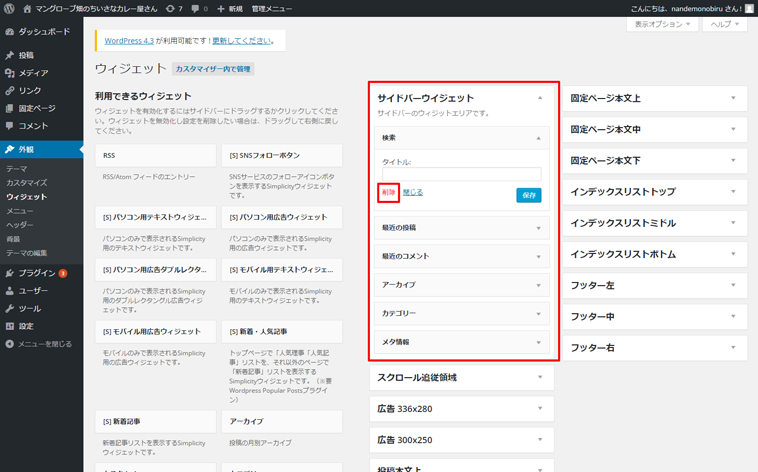 マングローブ畑のちいさなカレー屋さん 7 0 + 新規 管理メニュー こんにちは、nandemonobiru さん!
表示オプション ▼ ヘルプ ▼
ダッシュボード
投稿
メディア
リンク
固定ページ
コメント
外観
テーマ
カスタマイズ
ウィジェット
メニュー
ヘッダー
背景
テーマの編集
プラグイン 3
ユーザー
ツール
設定
メニューを閉じる
WordPress 4.3 が利用可能です ! 更新してください。
ウィジェット カスタマイザー内で管理
利用できるウィジェット
ウィジェットを有効化するにはサイドバーにドラッグするかクリックしてくだ
さい。ウィジェットを無効化し設定を削除したい場合は、ドラッグして右側に戻
してください。
RSS
RSS/Atom フィードのエントリー
[S] SNSフォローボタン
SNSサービスのフォローアイコンボタン
を表示するSimplicityウィジェット
です。
[S] パソコン用テキストウィジェ...
パソコンのみで表示されるSimplicity
用のテキストウィジェットです。
[S] パソコン用広告ウィジェット
パソコンのみで表示されるSimplicity
用の広告ウィジェットです。
[S] パソコン用広告ダブルレクタ...
パソコンのみで表示されるSimplicity
用のダブルレクタングル広告ウィジ
ェットです。
[S] モバイル用テキストウィジェ...
モバイルのみで表示されるSimplicity
用のテキストウィジェットです。
[S] モバイル用広告ウィジェット
モバイルのみで表示されるSimplicity
用の広告ウィジェットです。
[S] 新着・人気記事
トップページで「人気理事「人気記
事」リストを、それ以外のページで
「新着記事」リストを表示する
Simplicityウィジェットです。（※要
Wordpress Popular Postsプラグイ
ン）
[S] 新着記事
新着記事リストを表示するSimplicity
ウィジェットです。
アーカイブ
投稿の月別アーカイブ
サイドバーウイジェット
サイドバーのウィジットエリアです。
検索
タイトル:
削除 閉じる 保存
最近の投稿
最近のコメント
アーカイブ
カテゴリー
メタ情報
スクロール追従領域
広告 336x280
広告 300x250
投稿本文上
固定ページ本文上
固定ページ本文中
固定ページ本文下
インデックスリストトップ
インデックスリストミドル
インデックスリストボトム
フッター左
フッター中
フッター右